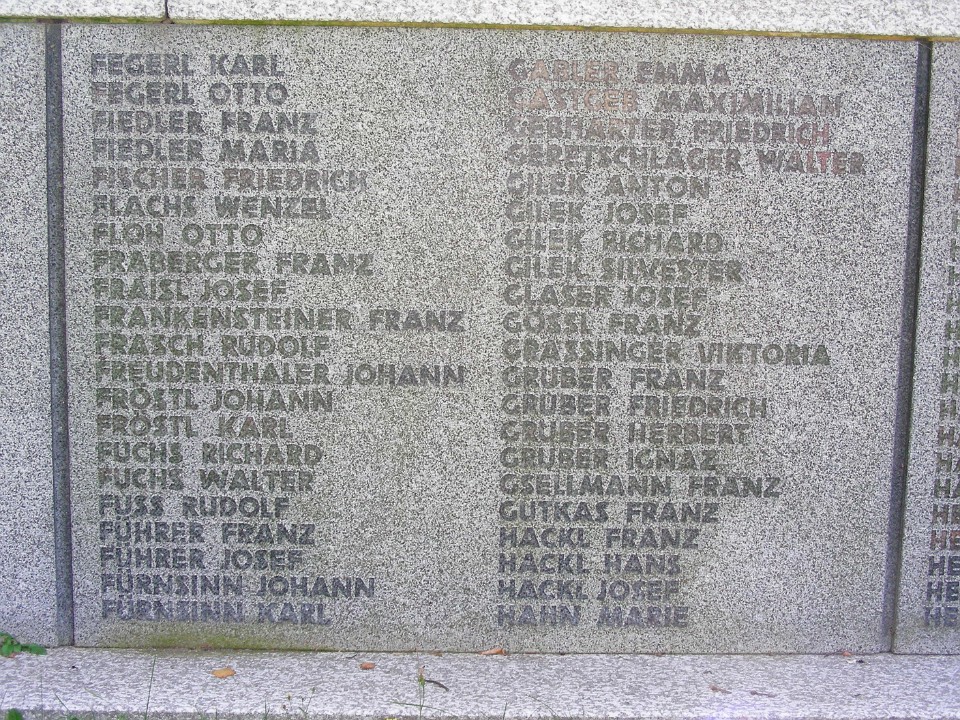 FEGERL KARL
FEGERL OTTO
FIEDLER FRANZ
FIEDLER MARIA
FISCHER FRIEDRICH
FLACHS WENZEL
FLOH OTTO
FRABERGER FRANZ
FRAISL JOSEF
FRANKENSTEINER FRANZ
FRASCH RUDOLF
FREUDENTHALER JOHANN
FRÖSTL JOHANN
FRÖSTL KARL
FUCHS RICHARD
FUCHS WALTER
FUSS RUDOLF
FÜHRER FRANZ
FÜHRER JOSEF
FÜRNSINN JOHANN
FÜRNSINN KARL
GABLER EMMA
GASTGEB MAXIMILIAN
GEBHARTER FRIEDRICH
GERETSCHLÄGER WALTER
GILEK ANTON
GILEK JOSEF
GILEK RICHARD
GILEK SILVESTER
GLASER JOSEF
GÖSSL FRANZ
GRASSINGER VIKTORIA
GRUBER FRANZ
GRUBER FRIEDRICH
GRUBER HERBERT
GRUBER IGNAZ
GSELLMANN FRANZ
GUTKAS FRANZ
HACKL FRANZ
HACKL HANS
HACKL JOSEF
HAHN MARIE